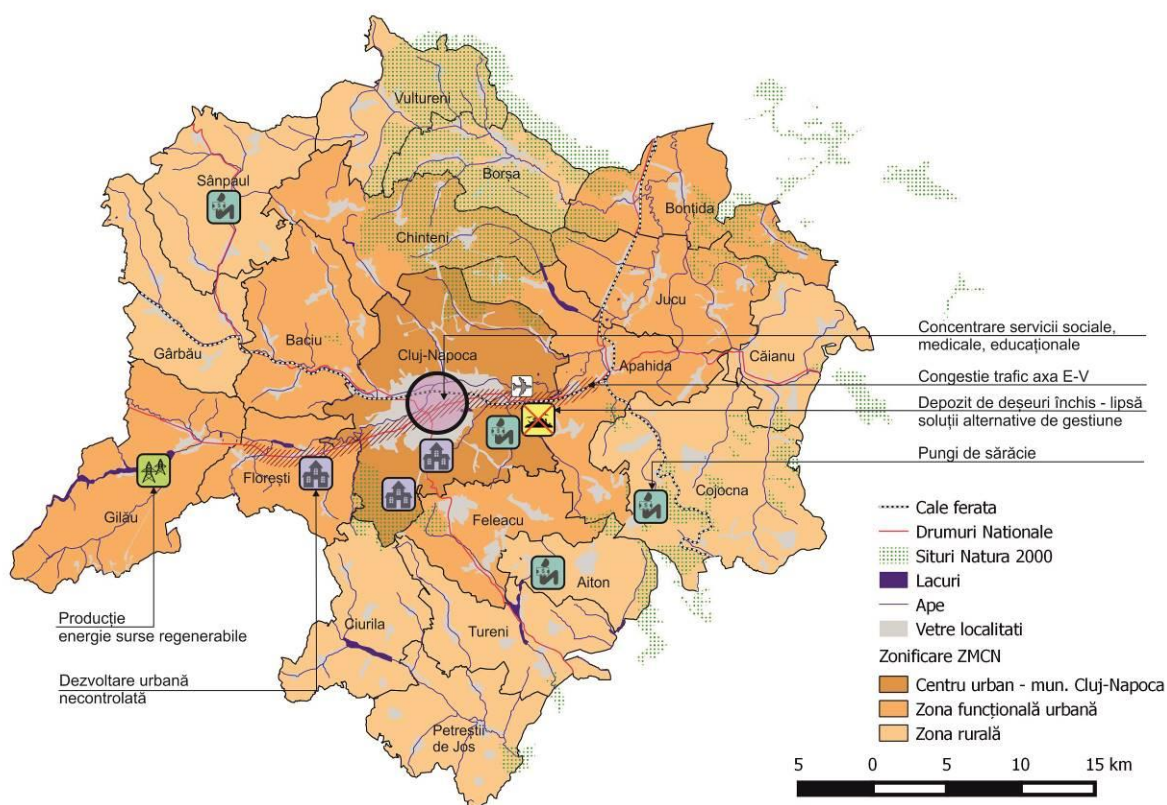 Vultureni
Sânpaul
Borșa
Bonțida
Chinteni
Jucu
Baciu
Gârbău
Cluj-Napoca
Apahida
Căianu
Concentrare servicii sociale,
medicale, educaționale
Congestie trafic axa E-V
Depozit de deșeuri închis - lipsă
soluții alternative de gestiune
Pungi de sărăcie
Florești
Gilău
Feleacu
Cojocna
Aiton
Ciurila
Tureni
Petreștii
de Jos
Producție
energie surse regenerabile
Dezvoltare urbană
necontrolată
Cale ferata
Drumuri Nationale
Situri Natura 2000
Lacuri
Ape
Vetre localitati
Zonificare ZMCN
Centru urban - mun. Cluj-Napoca
Zona funcțională urbană
Zona rurală
5 0 5 10 15 km